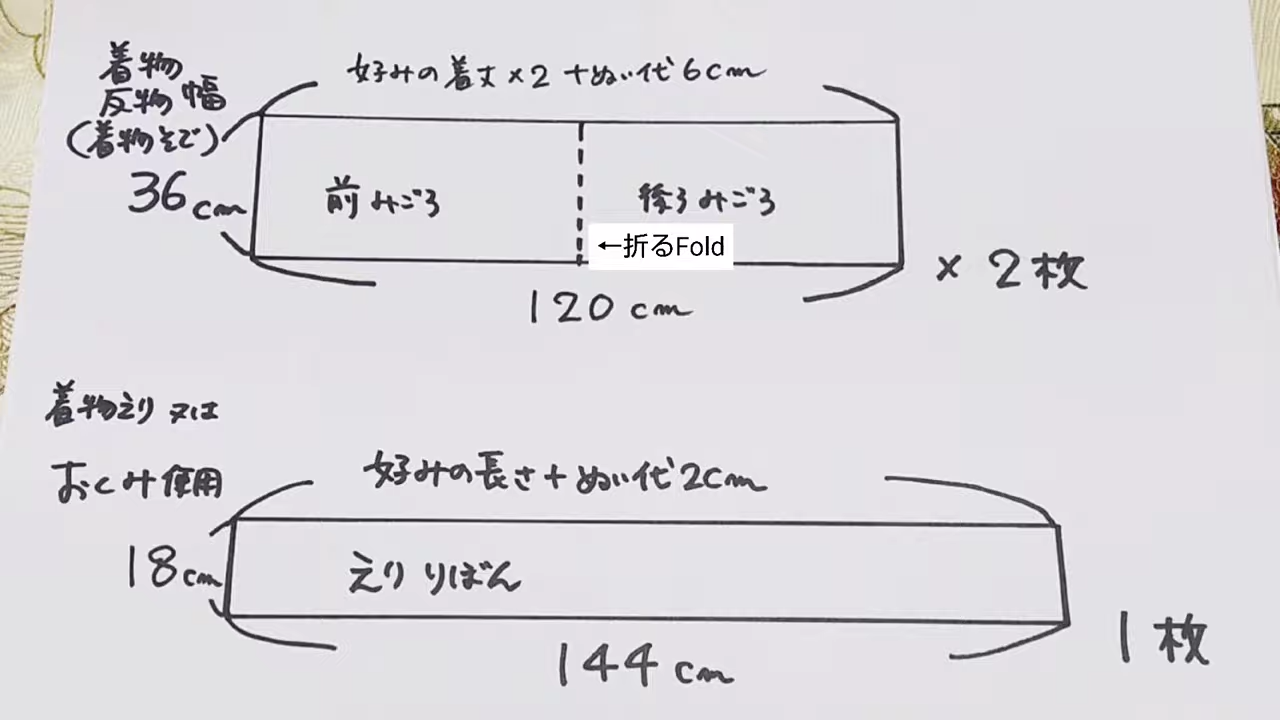 着物
反物幅
(着物そで)
36cm
好みの着丈×2+ぬい代6cm
前みごろ
後ろみごろ
←折るFold
120cm
×2枚
着物えり又は
おくみ使用
18cm
好みの長さ+ぬい代2cm
えりりぼん
144cm
1枚